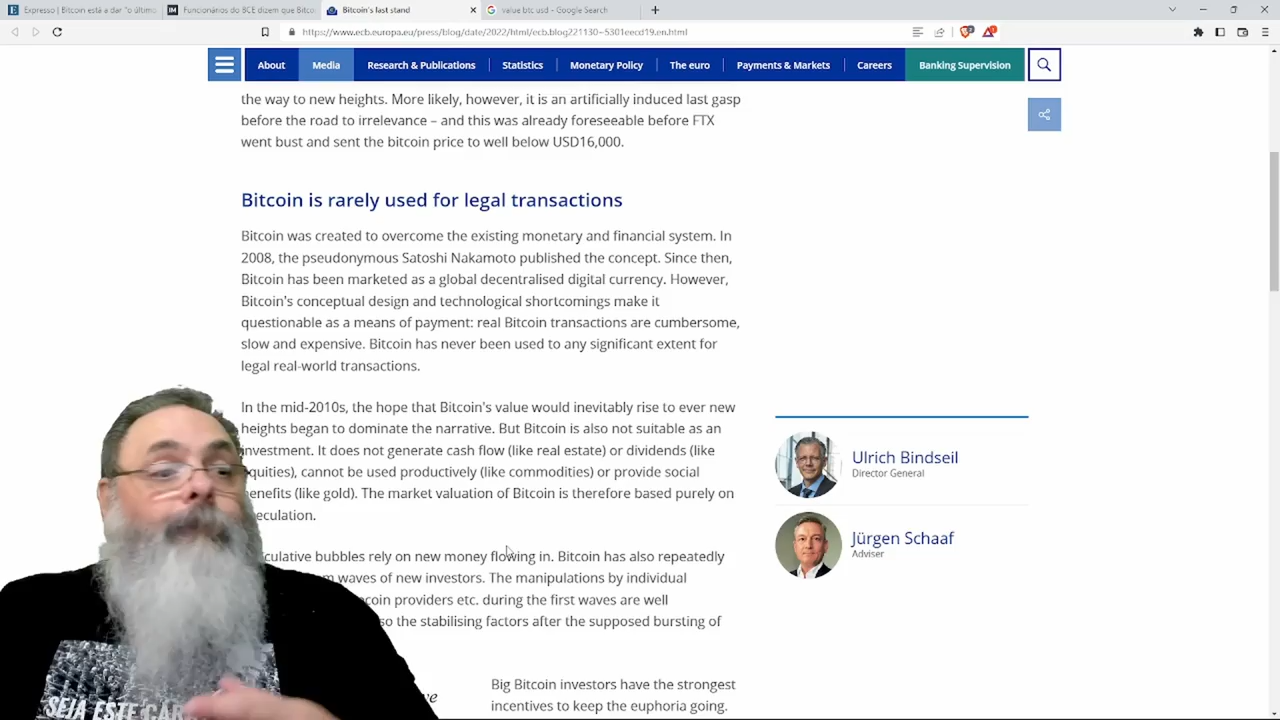 Expresso | Bitcoin está a dar "o último
Funcionários do BCE dizem que Bitco
Bitcoin's last stand
value btc usd - Google Search
https://www.ecb.europa.eu/press/blog/date/2022/html/ecb.blog221130~5301eecd19.en.html
About
Media
Research & Publications
Statistics
Monetary Policy
The euro
Payments & Markets
Careers
Banking Supervision
the way to new heights. More likely, however, it is an artificially induced last gasp
before the road to irrelevance – and this was already foreseeable before FTX
went bust and sent the bitcoin price to well below USD16,000.
Bitcoin is rarely used for legal transactions
Bitcoin was created to overcome the existing monetary and financial system. In
2008, the pseudonymous Satoshi Nakamoto published the concept. Since then,
Bitcoin has been marketed as a global decentralised digital currency. However,
Bitcoin's conceptual design and technological shortcomings make it
questionable as a means of payment: real Bitcoin transactions are cumbersome,
slow and expensive. Bitcoin has never been used to any significant extent for
legal real-world transactions.
In the mid-2010s, the hope that Bitcoin's value would inevitably rise to ever new
heights began to dominate the narrative. But Bitcoin is also not suitable as an
investment. It does not generate cash flow (like real estate) or dividends (like
equities), cannot be used productively (like commodities) or provide social
benefits (like gold). The market valuation of Bitcoin is therefore based purely on
eculation.
culative bubbles rely on new money flowing in. Bitcoin has also repeatedly
m waves of new investors. The manipulations by individual
coin providers etc. during the first waves are well
so the stabilising factors after the supposed bursting of
ve
Big Bitcoin investors have the strongest
incentives to keep the euphoria going.
Ulrich Bindseil
Director General
Jürgen Schaaf
Adviser
SEJA ESTE CAR